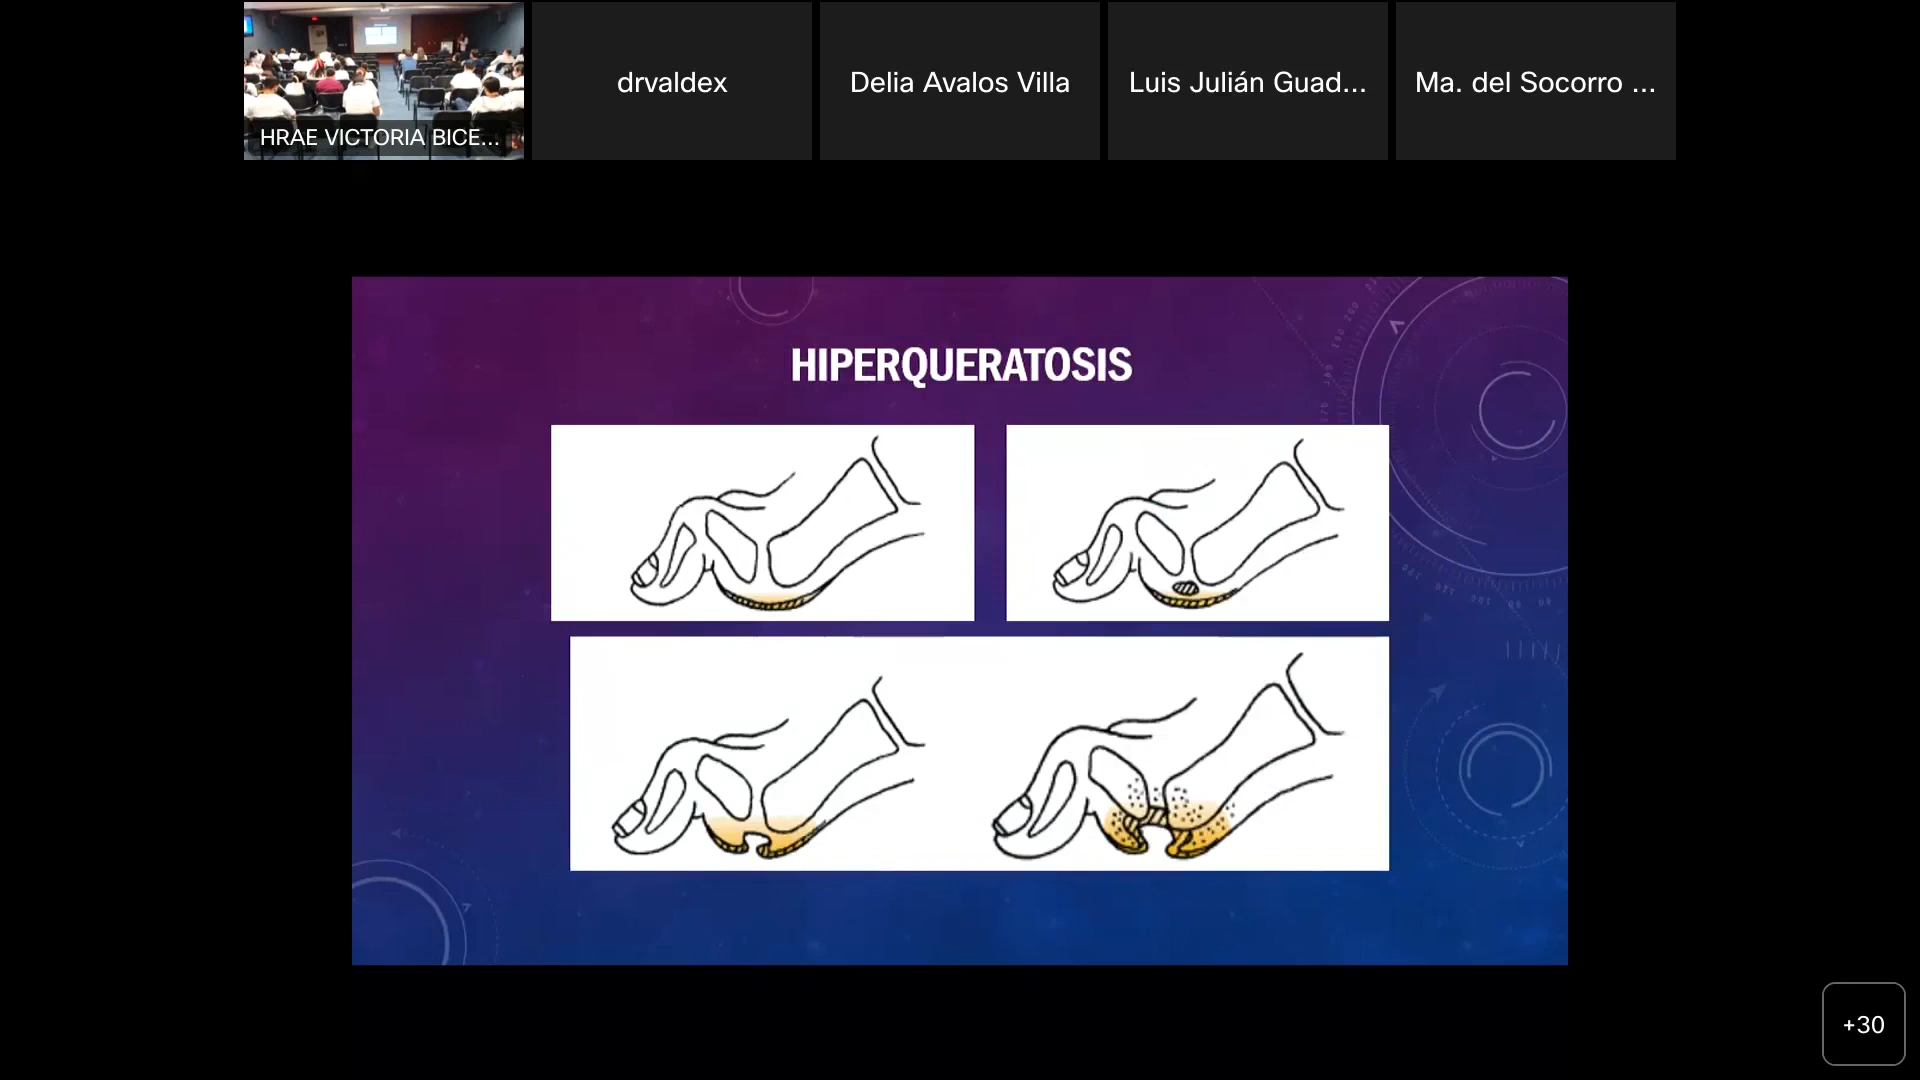 HRAE VICTORIA BICE...
drvaldex
Delia Avalos Villa
Luis Julián Guad...
Ma. del Socorro ...
HIPERQUERATOSIS
+30